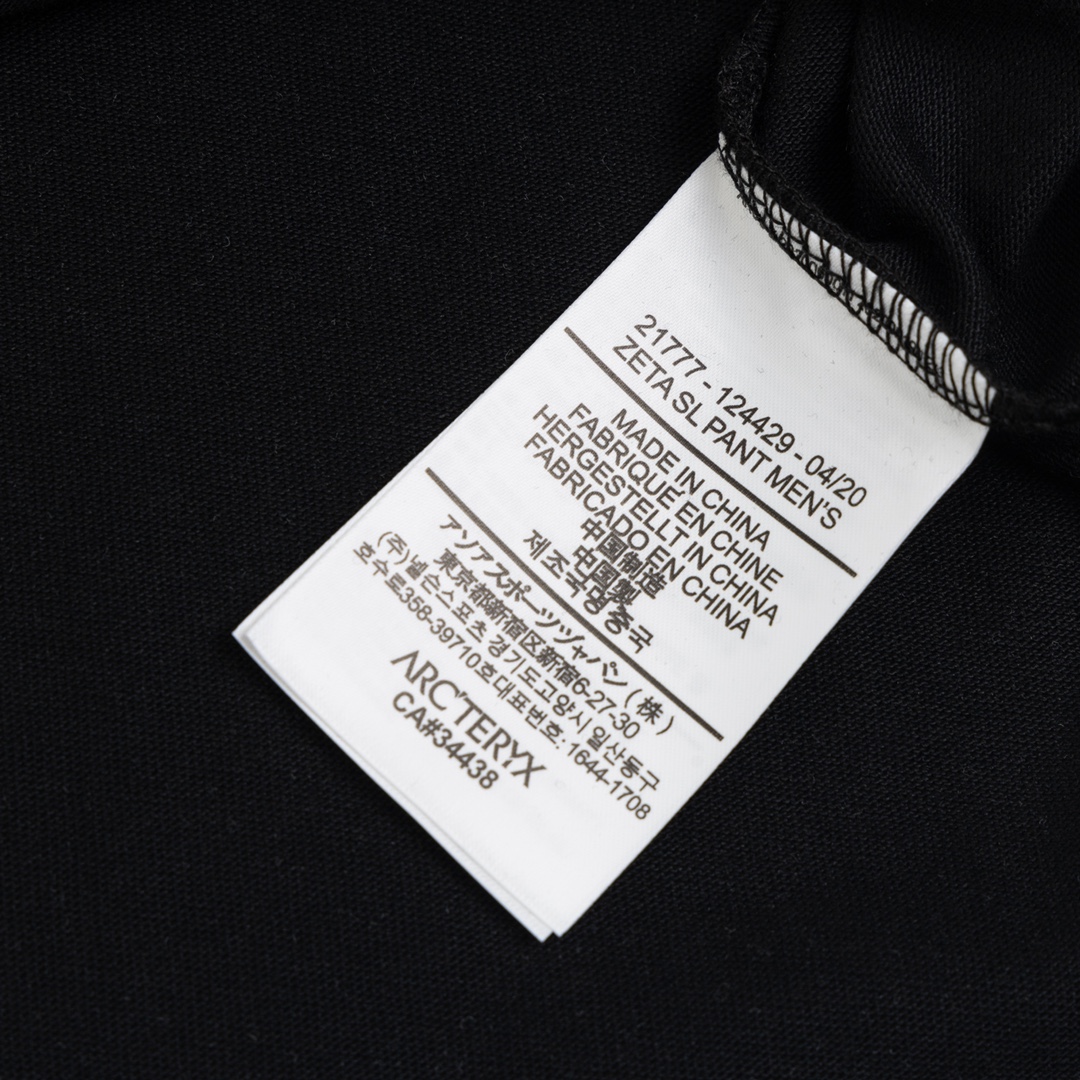 21777 - 124429 - 04/20
ZETA SL PANT MEN'S
MADE IN CHINA
FABRIQUÉ EN CHINE
HERGESTELLT IN CHINA
FABRICADO EN CHINA
中国制造
中国製
제조국명 중국
アソアスポーツジャパン (株)
東京都新宿区新宿6-27-30
(주)넬슨스포츠 경기도고양시 일산동구
호수로358-39710호대표번호: 1644-1708
ARC'TERYX
CA#34438